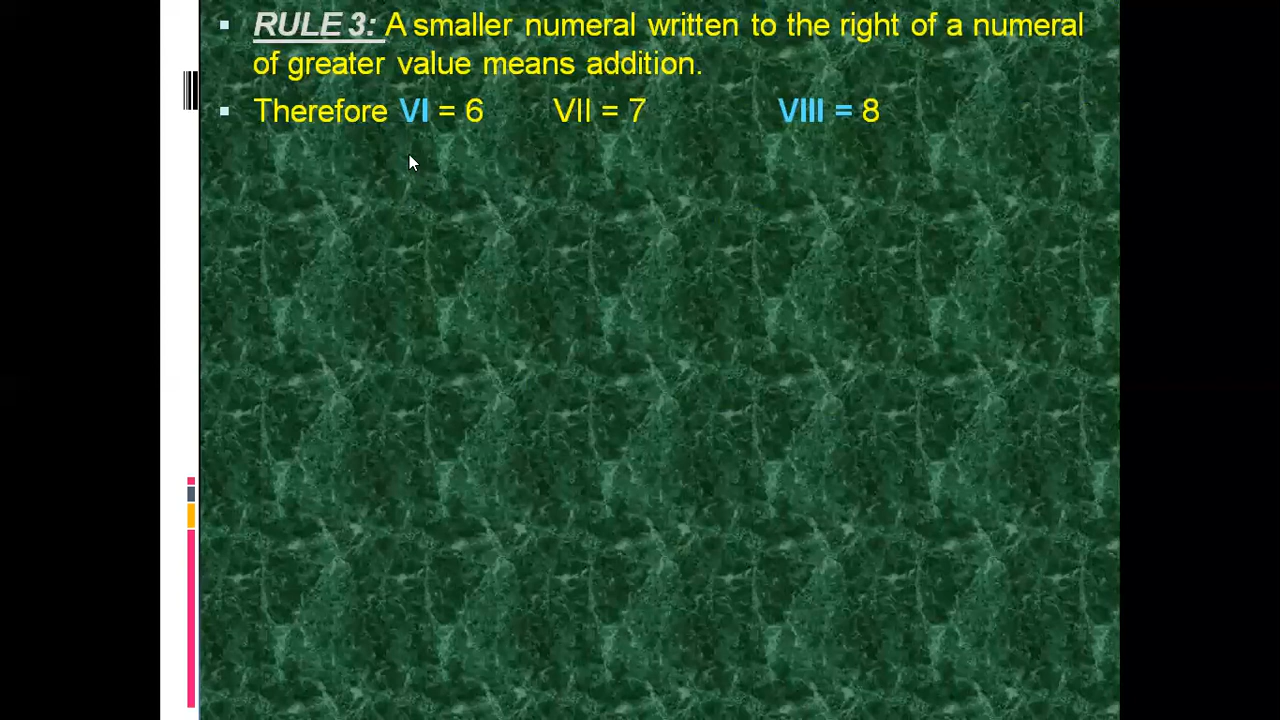 ▪ RULE 3: A smaller numeral written to the right of a numeral
of greater value means addition.
▪ Therefore VI = 6 VII = 7 VIII = 8